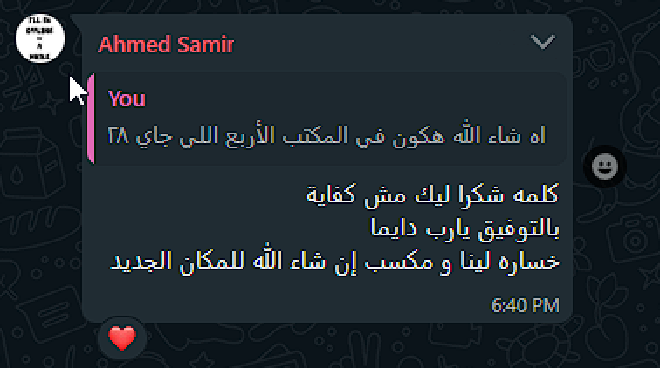 Ahmed Samir
You
اه شاء الله هكون في المكتب الأربع اللي جاي ٢٨
كلمه شكرا ليك مش كفاية
بالتوفيق يارب دايما
خساره لينا و مكسب إن شاء الله للمكان الجديد
6:40 PM